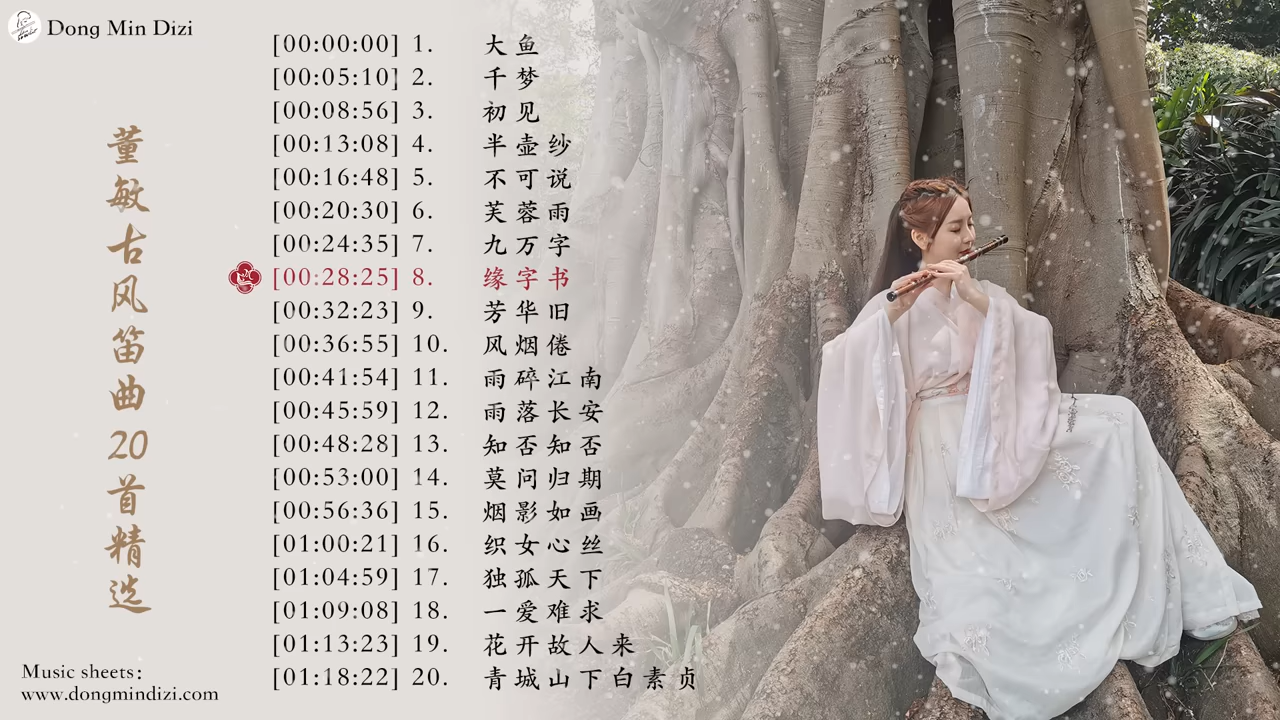 Dong Min Dizi
董敏古风笛曲20首精选
[00:00:00] 1. 大鱼
[00:05:10] 2. 千梦
[00:08:56] 3. 初见
[00:13:08] 4. 半壶纱
[00:16:48] 5. 不可说
[00:20:30] 6. 芙蓉雨
[00:24:35] 7. 九万字
[00:28:25] 8. 缘字书
[00:32:23] 9. 芳华旧
[00:36:55] 10. 风烟倦
[00:41:54] 11. 雨碎江南
[00:45:59] 12. 雨落长安
[00:48:28] 13. 知否知否
[00:53:00] 14. 莫问归期
[00:56:36] 15. 烟影如画
[01:00:21] 16. 织女心丝
[01:04:59] 17. 独孤天下
[01:09:08] 18. 一爱难求
[01:13:23] 19. 花开故人来
[01:18:22] 20. 青城山下白素贞
Music sheets:
www.dongmindizi.com